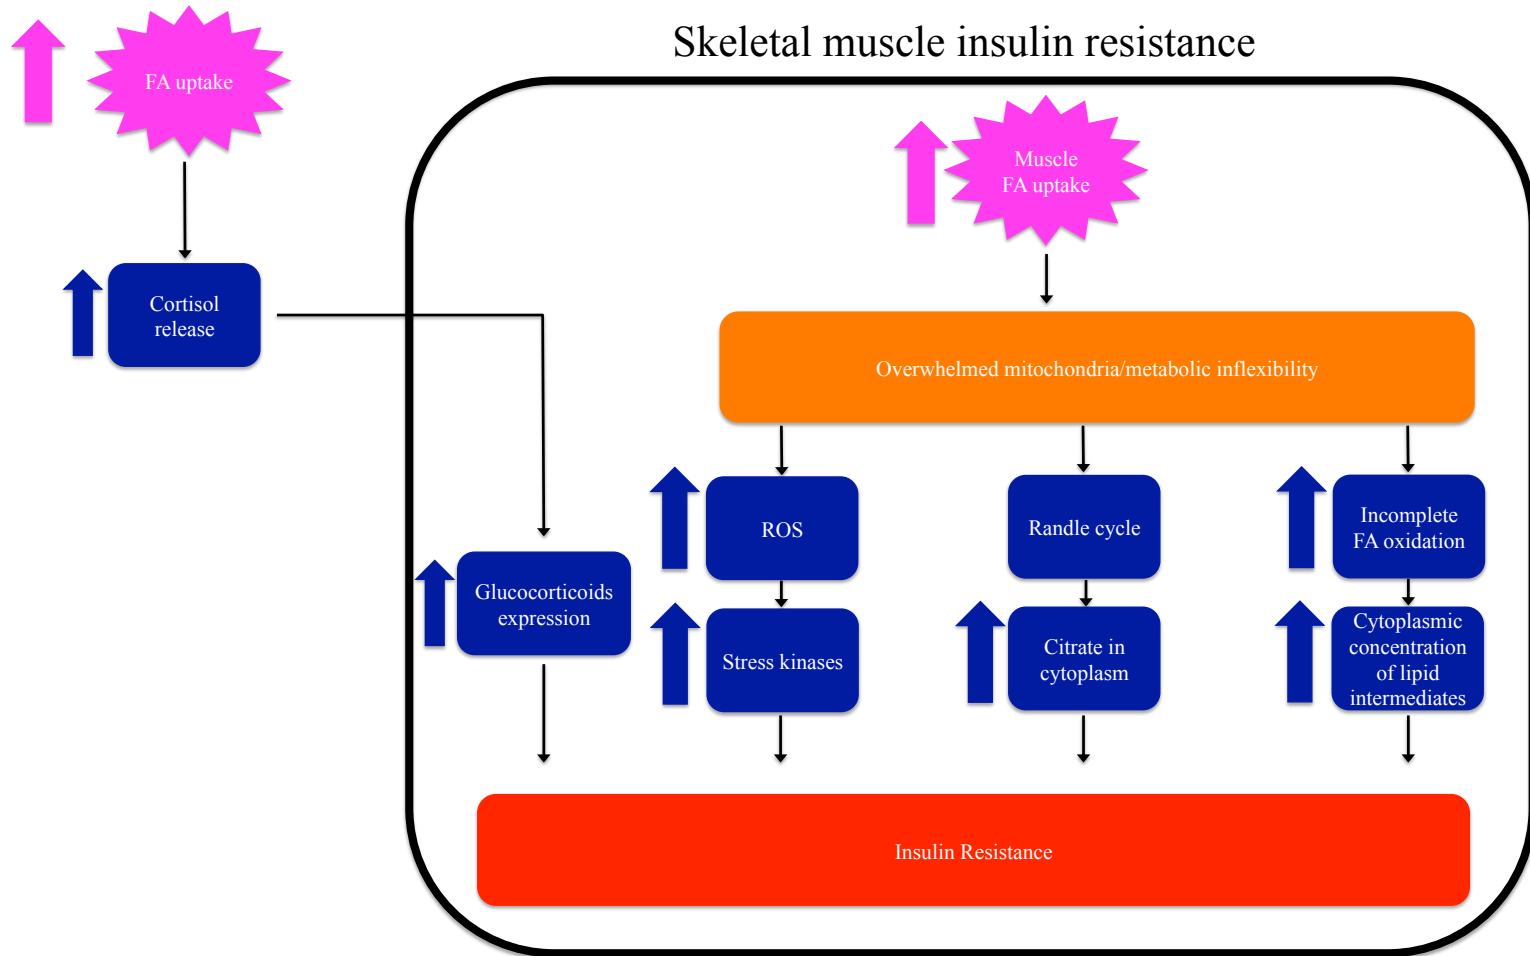 Skeletal muscle insulin resistance
FA uptake
Muscle
FA uptake
Cortisol
release
Overwhelmed mitochondria/metabolic inflexibility
ROS
Randle cycle
Incomplete
FA oxidation
Glucocorticoids
expression
Stress kinases
Citrate in
cytoplasm
Cytoplasmic
concentration
of lipid
intermediates
Insulin Resistance